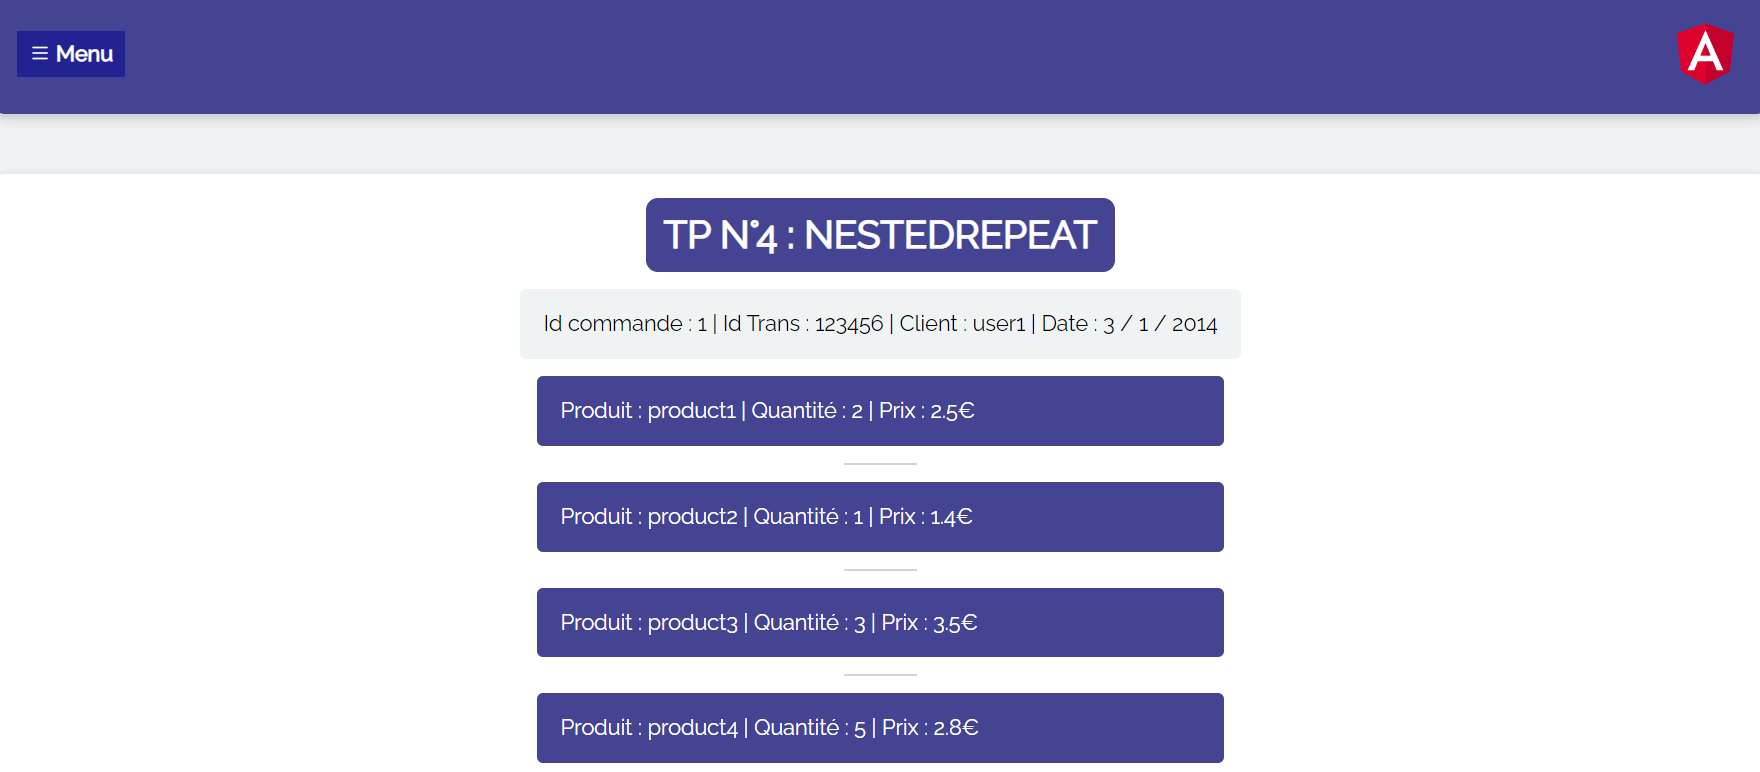 Menu
A
TP N°4 : NESTEDREPEAT
Id commande : 1 | Id Trans : 123456 | Client : user1 | Date : 3 / 1 / 2014
Produit : product1 | Quantité : 2 | Prix : 2.5€
Produit : product2 | Quantité : 1 | Prix : 1.4€
Produit : product3 | Quantité : 3 | Prix : 3.5€
Produit : product4 | Quantité : 5 | Prix : 2.8€